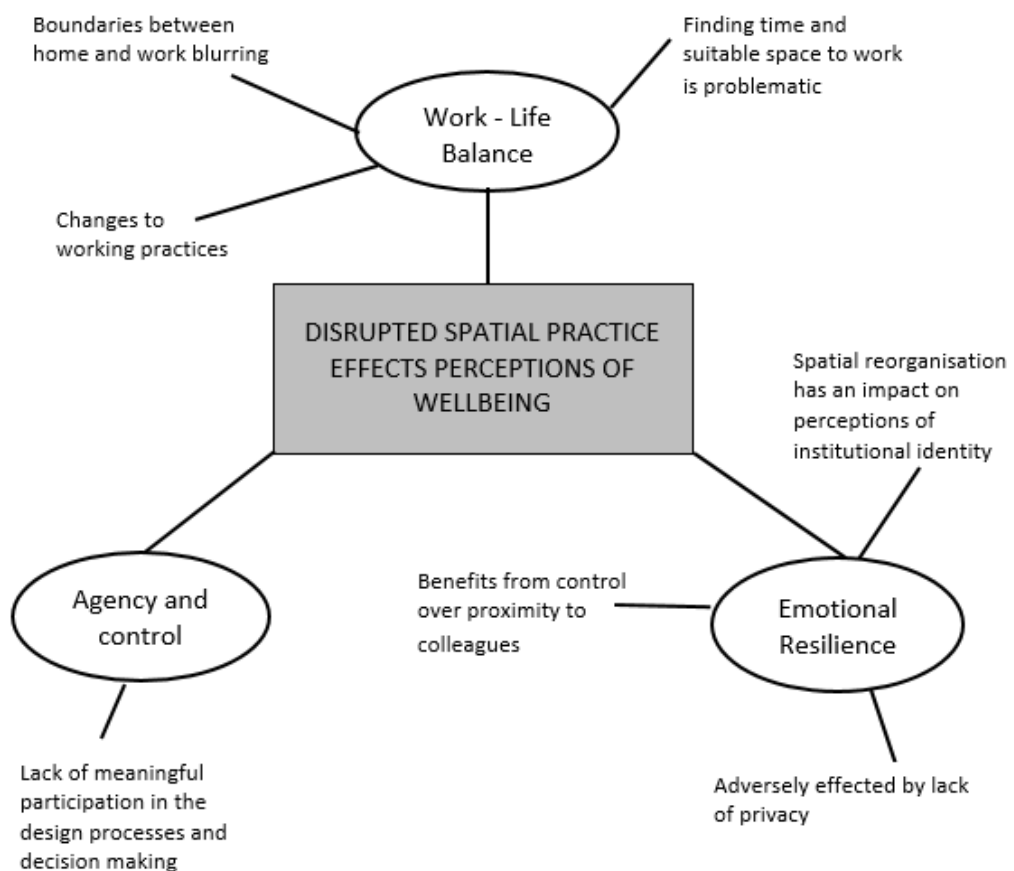 Boundaries between
home and work blurring
Finding time and
suitable space to work
is problematic
Work - Life
Balance
Changes to
working practices
DISRUPTED SPATIAL PRACTICE
EFFECTS PERCEPTIONS OF
WELLBEING
Spatial reorganisation
has an impact on
perceptions of
institutional identity
Agency and
control
Benefits from control
over proximity to
colleagues
Emotional
Resilience
Lack of meaningful
participation in the
design processes and
decision making
Adversely effected by lack
of privacy